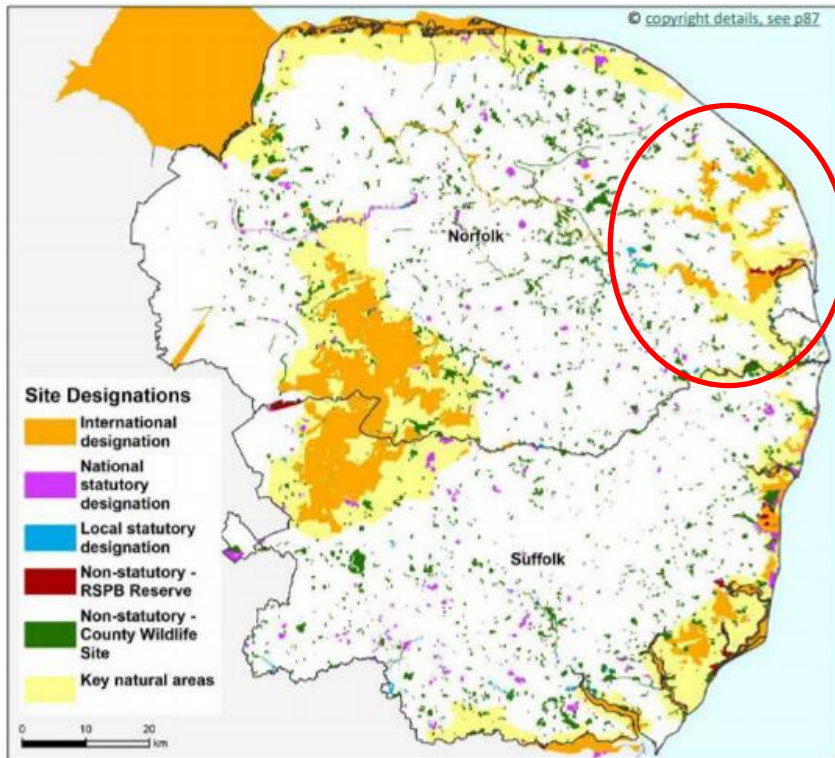 © copyright details, see p87
Norfolk
Site Designations
International
designation
National
statutory
designation
Local statutory
designation
Non-statutory -
RSPB Reserve
Non-statutory -
County Wildlife
Site
Key natural areas
Suffolk
0 10 20
km